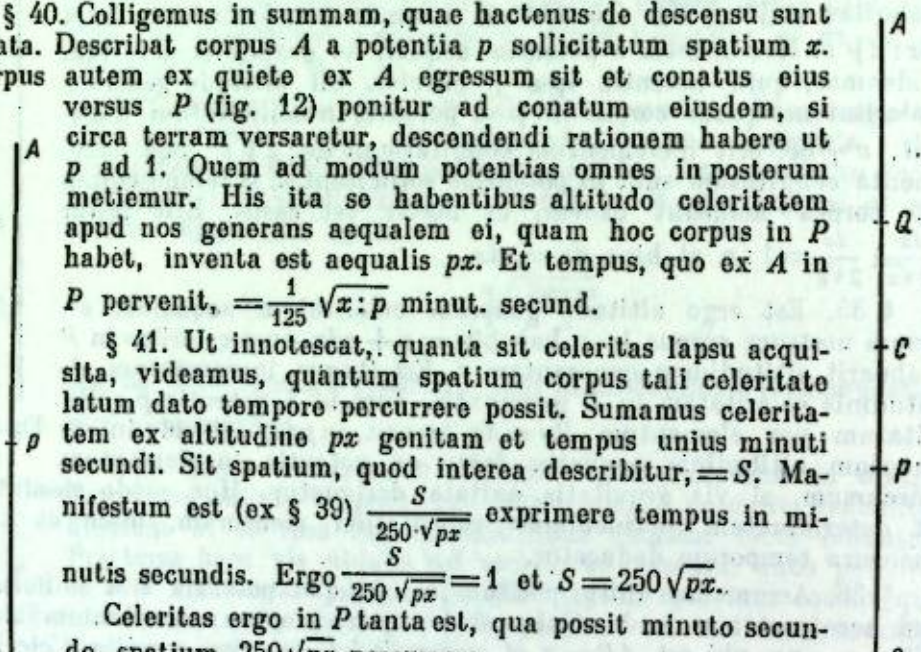 § 40. Colligemus in summam, quae hactenus de descensu sunt
ata. Describat corpus A a potentia p sollicitatum spatium x.
rpus autem ex quiete ex A egressum sit et conatus eius
versus P (fig. 12) ponitur ad conatum eiusdem, si
circa terram versaretur, descendendi rationem habere ut
p ad 1. Quem ad modum potentias omnes in posterum
metiemur. His ita se habentibus altitudo celeritatem
apud nos generans aequalem ei, quam hoc corpus in P
habet, inventa est aequalis px. Et tempus, quo ex A in
P pervenit, = 1/125 √x : p minut. secund.
§ 41. Ut innotescat, quanta sit celeritas lapsu acqui-
sita, videamus, quantum spatium corpus tali celeritate
latum dato tempore percurrere possit. Sumamus celerita-
tem ex altitudine px genitam et tempus unius minuti
secundi. Sit spatium, quod interea describitur, = S. Ma-
nifestum est (ex § 39) S/250·√px exprimere tempus in mi-
nutis secundis. Ergo S/250 √px = 1 et S = 250 √px.
Celeritas ergo in P tanta est, qua possit minuto secun-
do spatium 250√px
A
p
A
Q
C
P